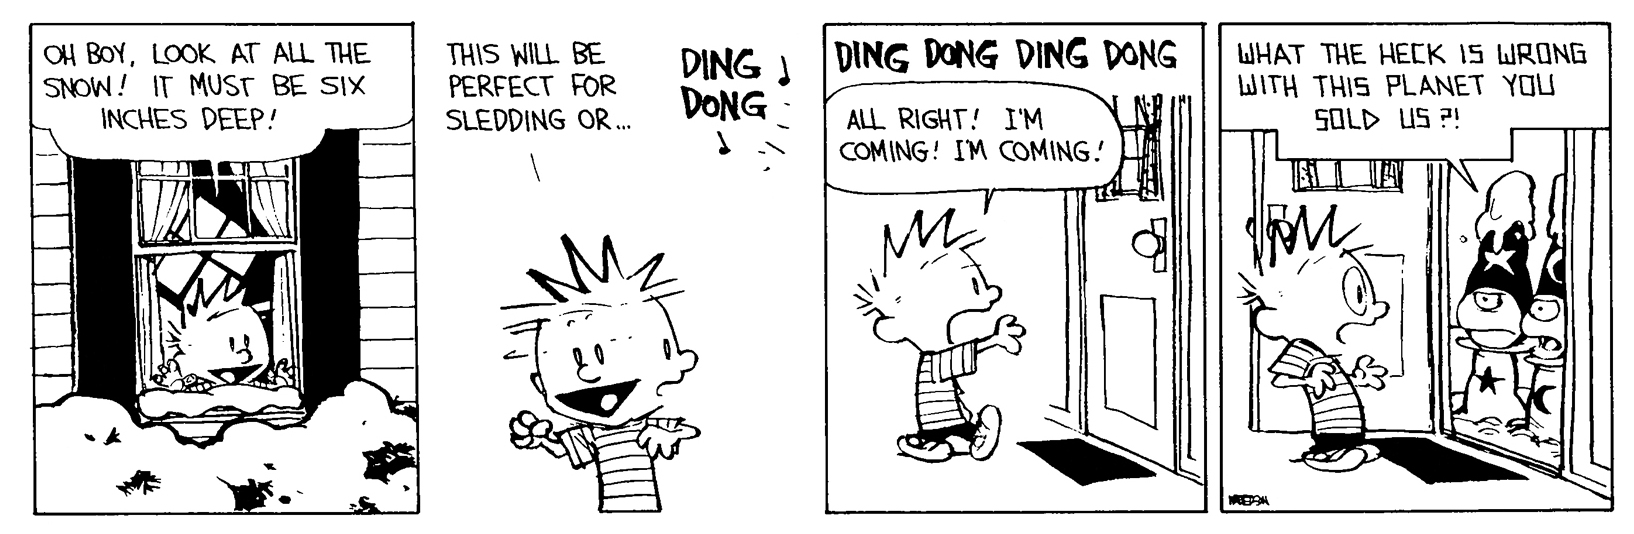 OH BOY, LOOK AT ALL THE
SNOW! IT MUST BE SIX
INCHES DEEP!
THIS WILL BE
PERFECT FOR
SLEDDING OR...
DING
DONG
DING DONG DING DONG
ALL RIGHT! I'M
COMING! I'M COMING!
WHAT THE HECK IS WRONG
WITH THIS PLANET YOU
SOLD US?!